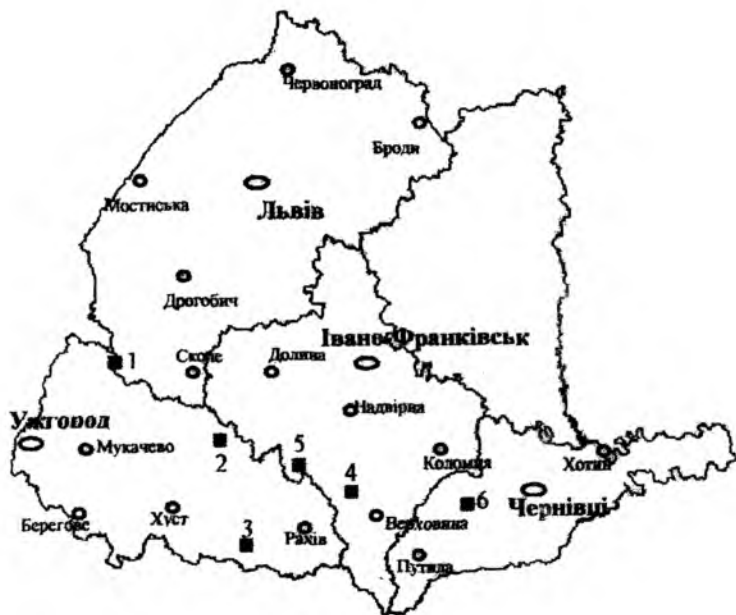 Червоноград
Броди
Мостиська
Львів
Дрогобич
Івано-Франківськ
1
Сколе
Долина
Надвірна
Ужгород
Мукачево
2
5
4
Коломия
Хотин
6
Чернівці
Берегове
Хуст
3
Рахів
Верховина
Путила